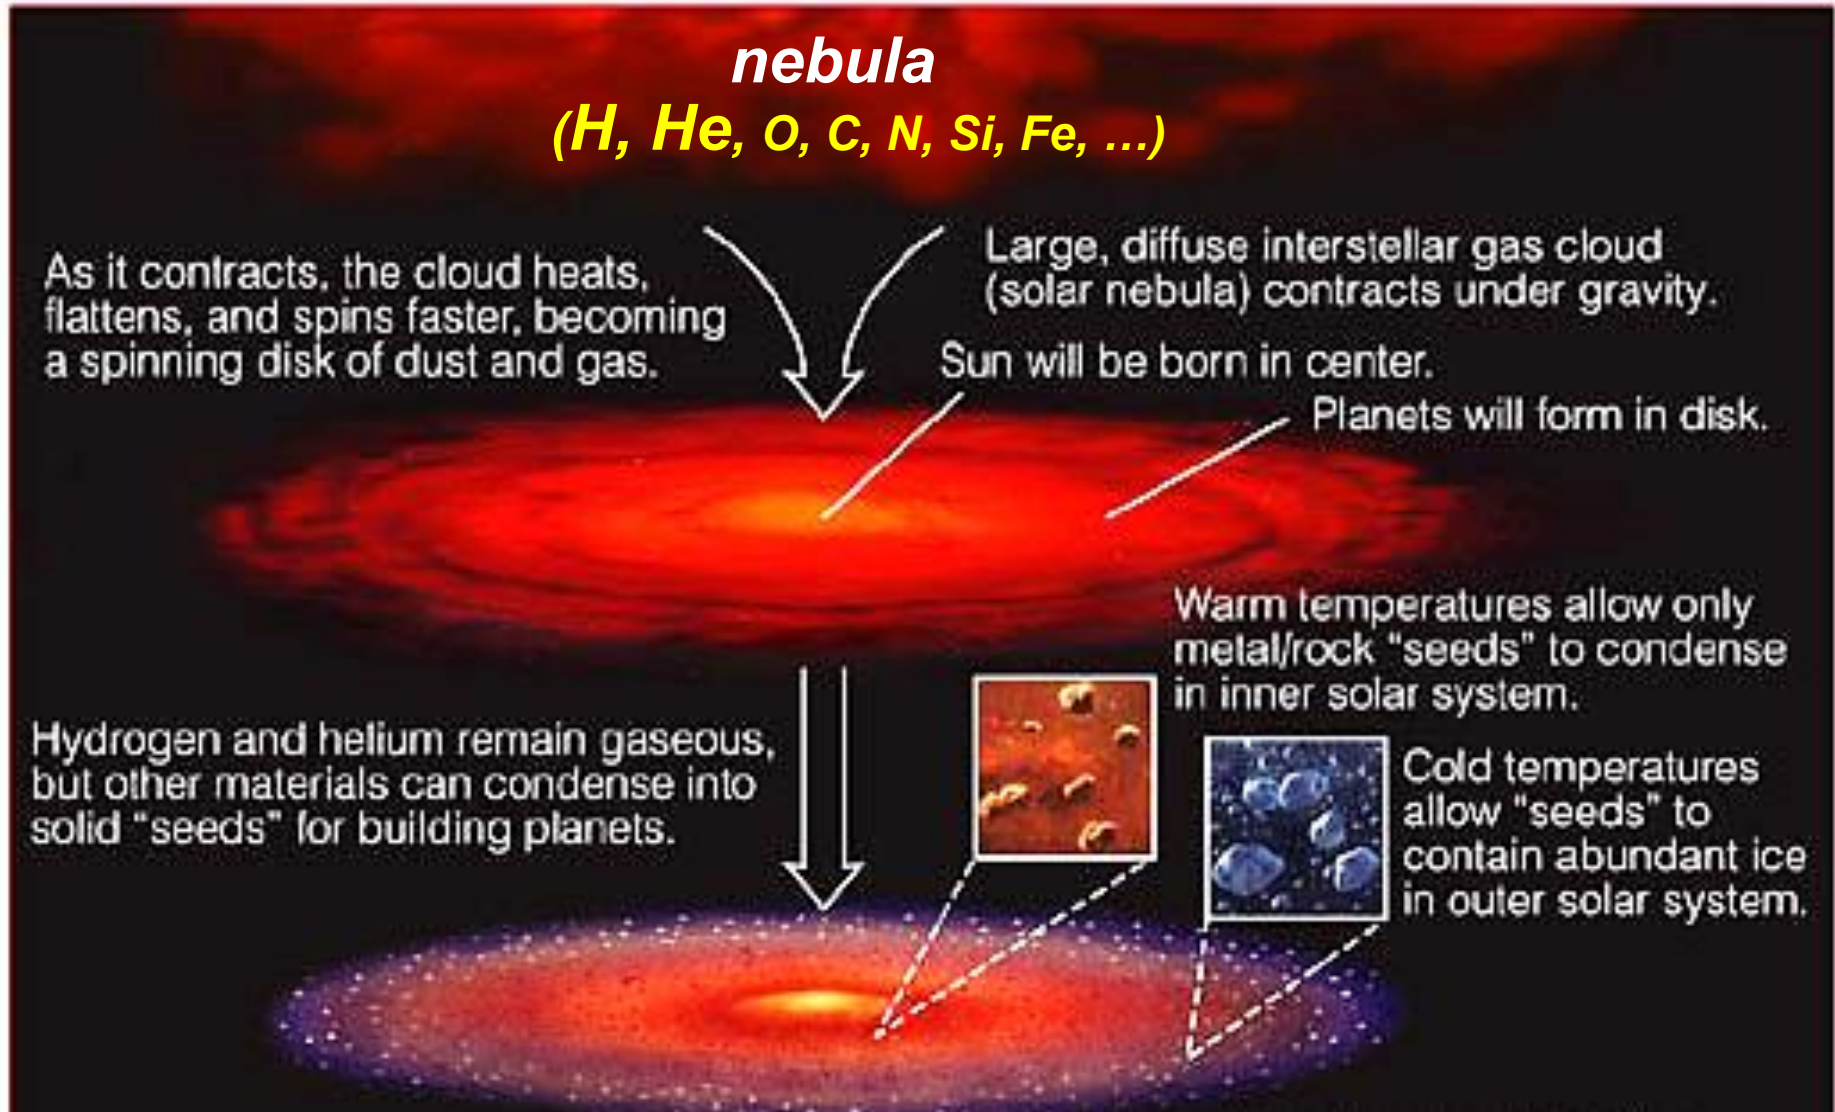 nebula
(H, He, O, C, N, Si, Fe, …)
As it contracts, the cloud heats,
flattens, and spins faster, becoming
a spinning disk of dust and gas.
Large, diffuse interstellar gas cloud
(solar nebula) contracts under gravity.
Sun will be born in center.
Planets will form in disk.
Warm temperatures allow only
metal/rock “seeds” to condense
in inner solar system.
Hydrogen and helium remain gaseous,
but other materials can condense into
solid “seeds” for building planets.
Cold temperatures
allow “seeds” to
contain abundant ice
in outer solar system.